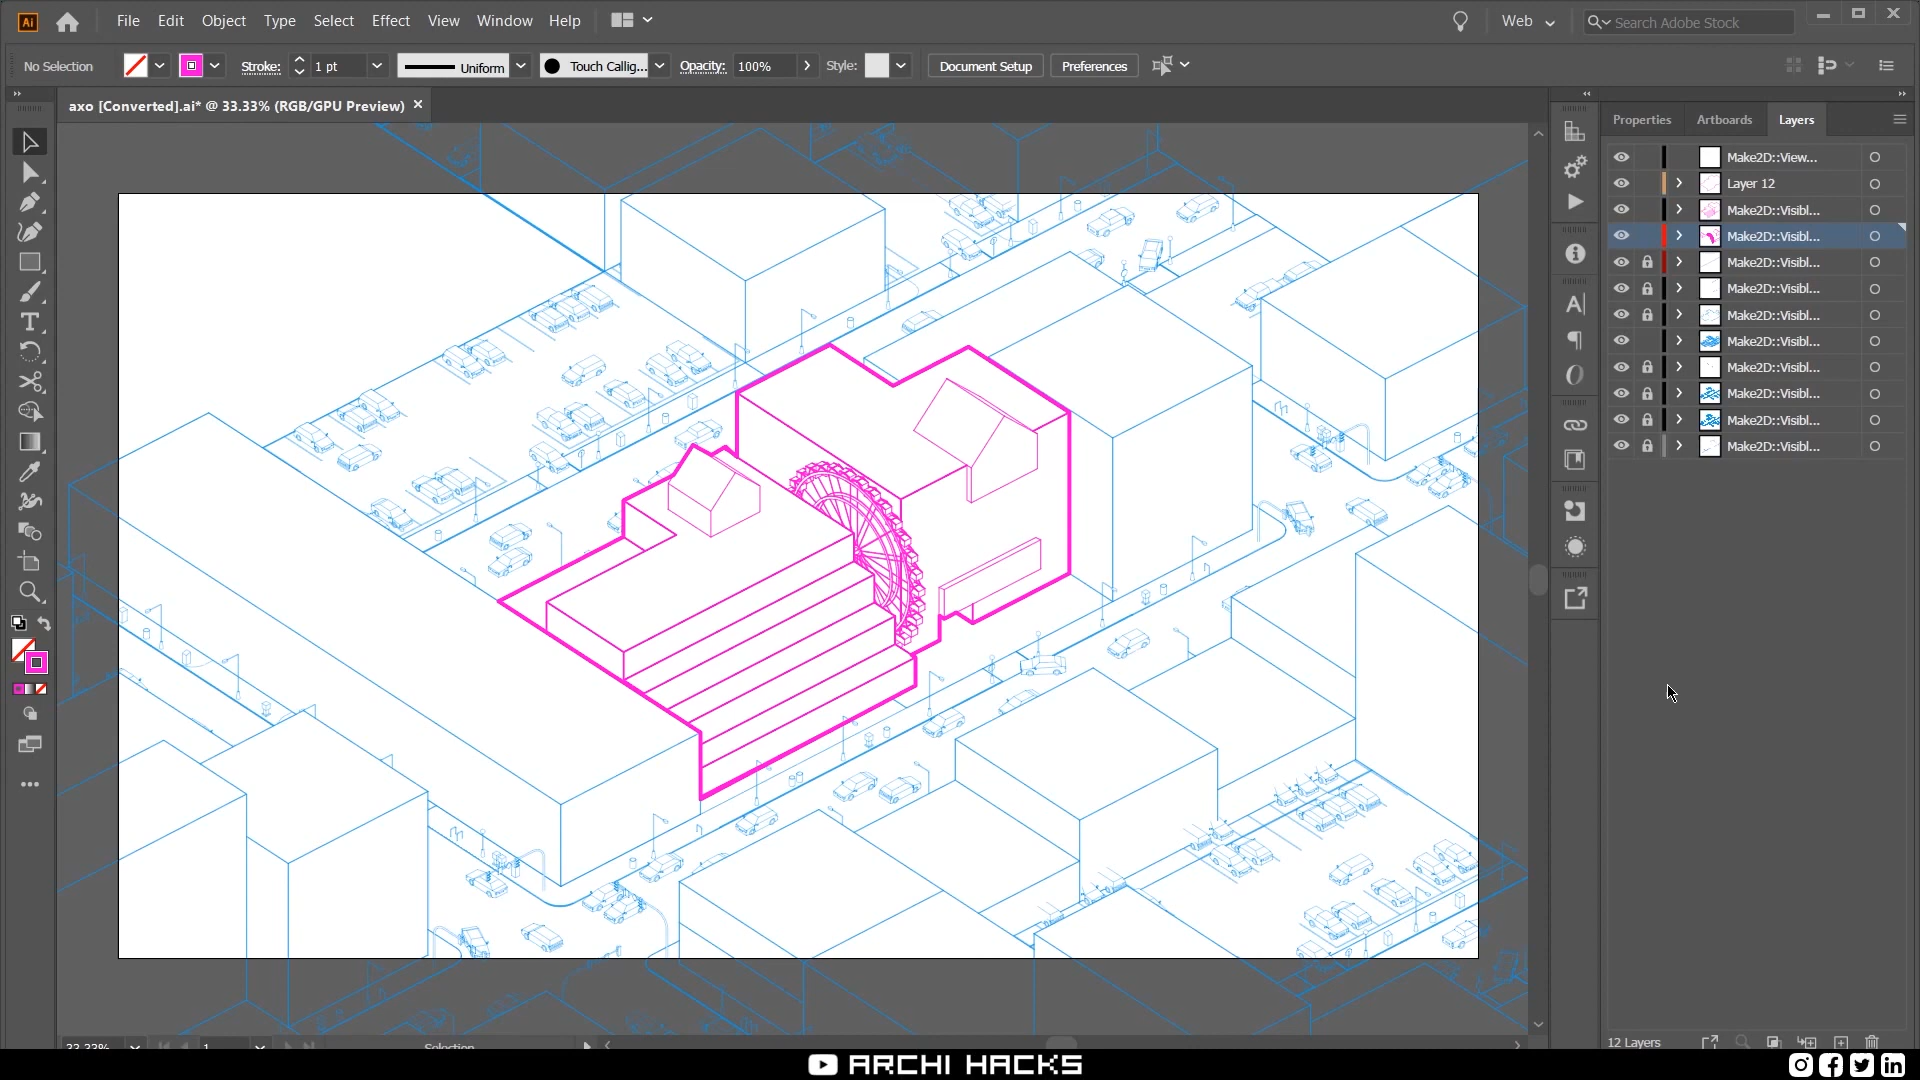 Ai File Edit Object Type Select Effect View Window Help Web Search Adobe Stock
No Selection Stroke: 1 pt Uniform Touch Callig... Opacity: 100% Style: Document Setup Preferences
axo [Converted].ai* @ 33.33% (RGB/GPU Preview)
Properties Artboards Layers
Make2D::View...
Layer 12
Make2D::Visibl...
Make2D::Visibl...
Make2D::Visibl...
Make2D::Visibl...
Make2D::Visibl...
Make2D::Visibl...
Make2D::Visibl...
Make2D::Visibl...
Make2D::Visibl...
Make2D::Visibl...
33.33% 1 Selection 12 Layers
ARCHI HACKS